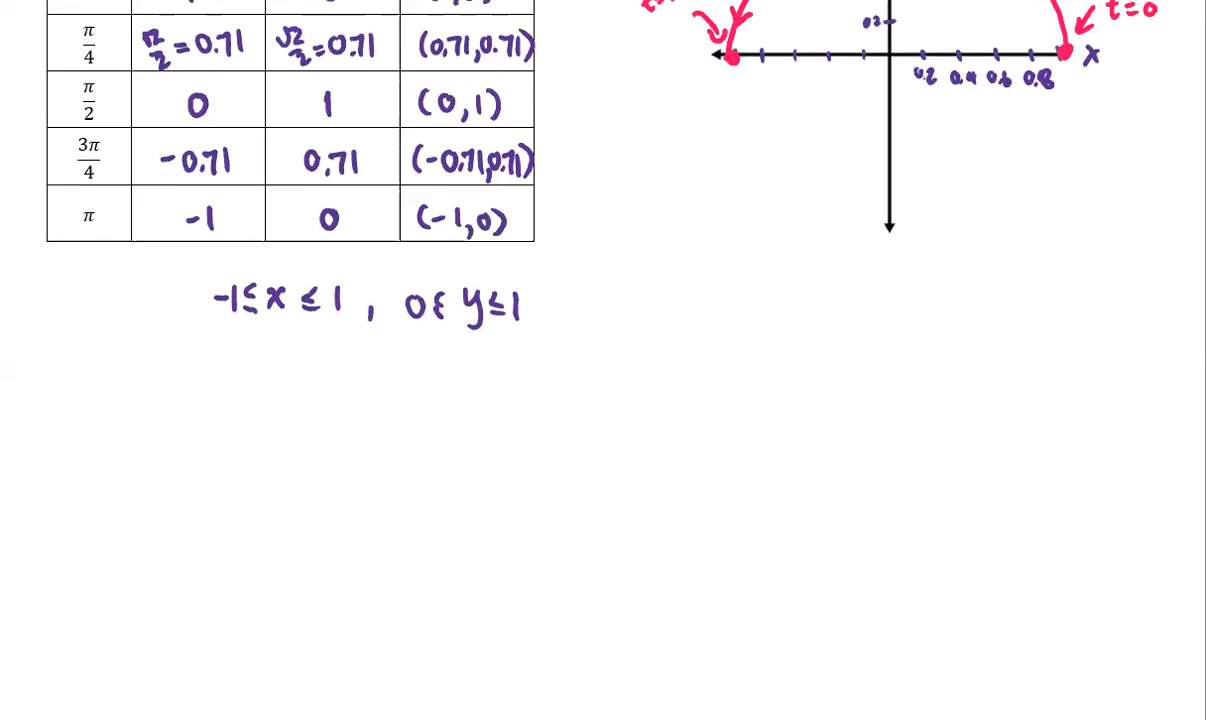 π/4 √2/2 = 0.71 √2/2 = 0.71 (0.71, 0.71)
π/2 0 1 (0, 1)
3π/4 -0.71 0.71 (-0.71, 0.71)
π -1 0 (-1, 0)
-1 ≤ x ≤ 1, 0 ≤ y ≤ 1
t=0
0.2
x
0.2 0.4 0.6 0.8